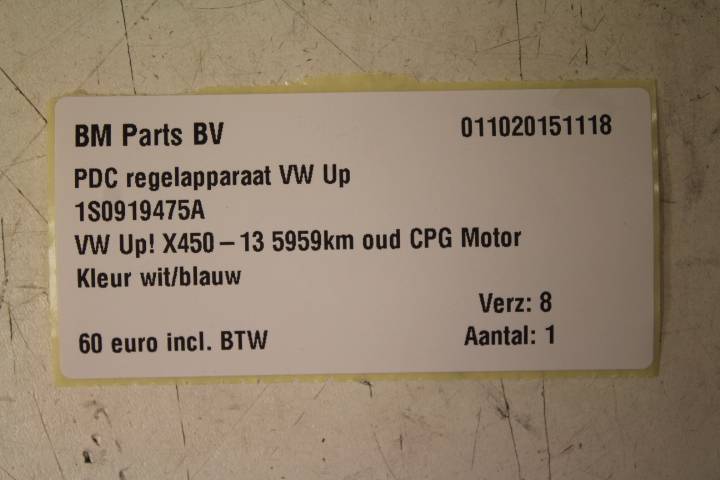 BM Parts BV 011020151118
PDC regelapparaat VW Up
1S0919475A
VW Up! X450 – 13 5959km oud CPG Motor
Kleur wit/blauw
Verz: 8
60 euro incl. BTW Aantal: 1